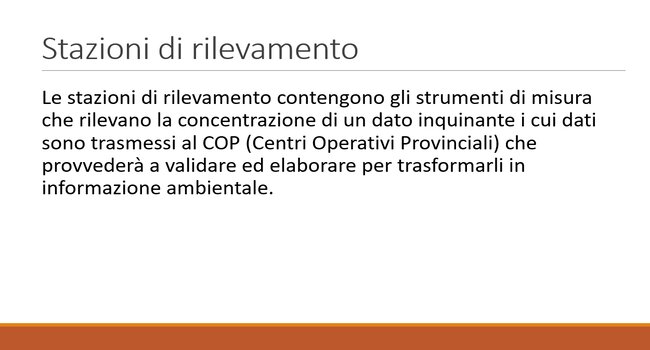 Stazioni di rilevamento
Le stazioni di rilevamento contengono gli strumenti di misura
che rilevano la concentrazione di un dato inquinante i cui dati
sono trasmessi al COP (Centri Operativi Provinciali) che
provvederà a validare ed elaborare per trasformarli in
informazione ambientale.